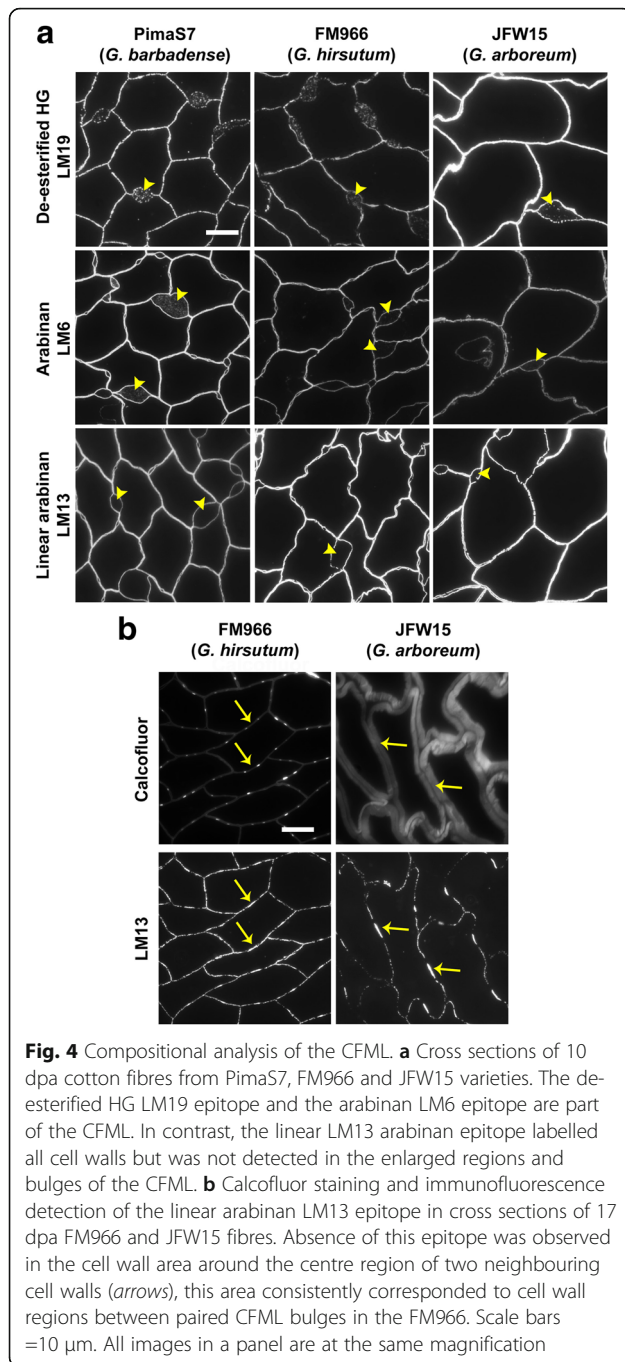 a
PimaS7
(G. barbadense)
FM966
(G. hirsutum)
JFW15
(G. arboreum)
De-esterified HG
LM19
Arabinan
LM6
Linear arabinan
LM13
b
FM966
(G. hirsutum)
JFW15
(G. arboreum)
Calcofluor
LM13
Fig. 4 Compositional analysis of the CFML. a Cross sections of 10
dpa cotton fibres from PimaS7, FM966 and JFW15 varieties. The de-
esterified HG LM19 epitope and the arabinan LM6 epitope are part
of the CFML. In contrast, the linear LM13 arabinan epitope labelled
all cell walls but was not detected in the enlarged regions and
bulges of the CFML. b Calcofluor staining and immunofluorescence
detection of the linear arabinan LM13 epitope in cross sections of 17
dpa FM966 and JFW15 fibres. Absence of this epitope was observed
in the cell wall area around the centre region of two neighbouring
cell walls (arrows), this area consistently corresponded to cell wall
regions between paired CFML bulges in the FM966. Scale bars
=10 μm. All images in a panel are at the same magnification